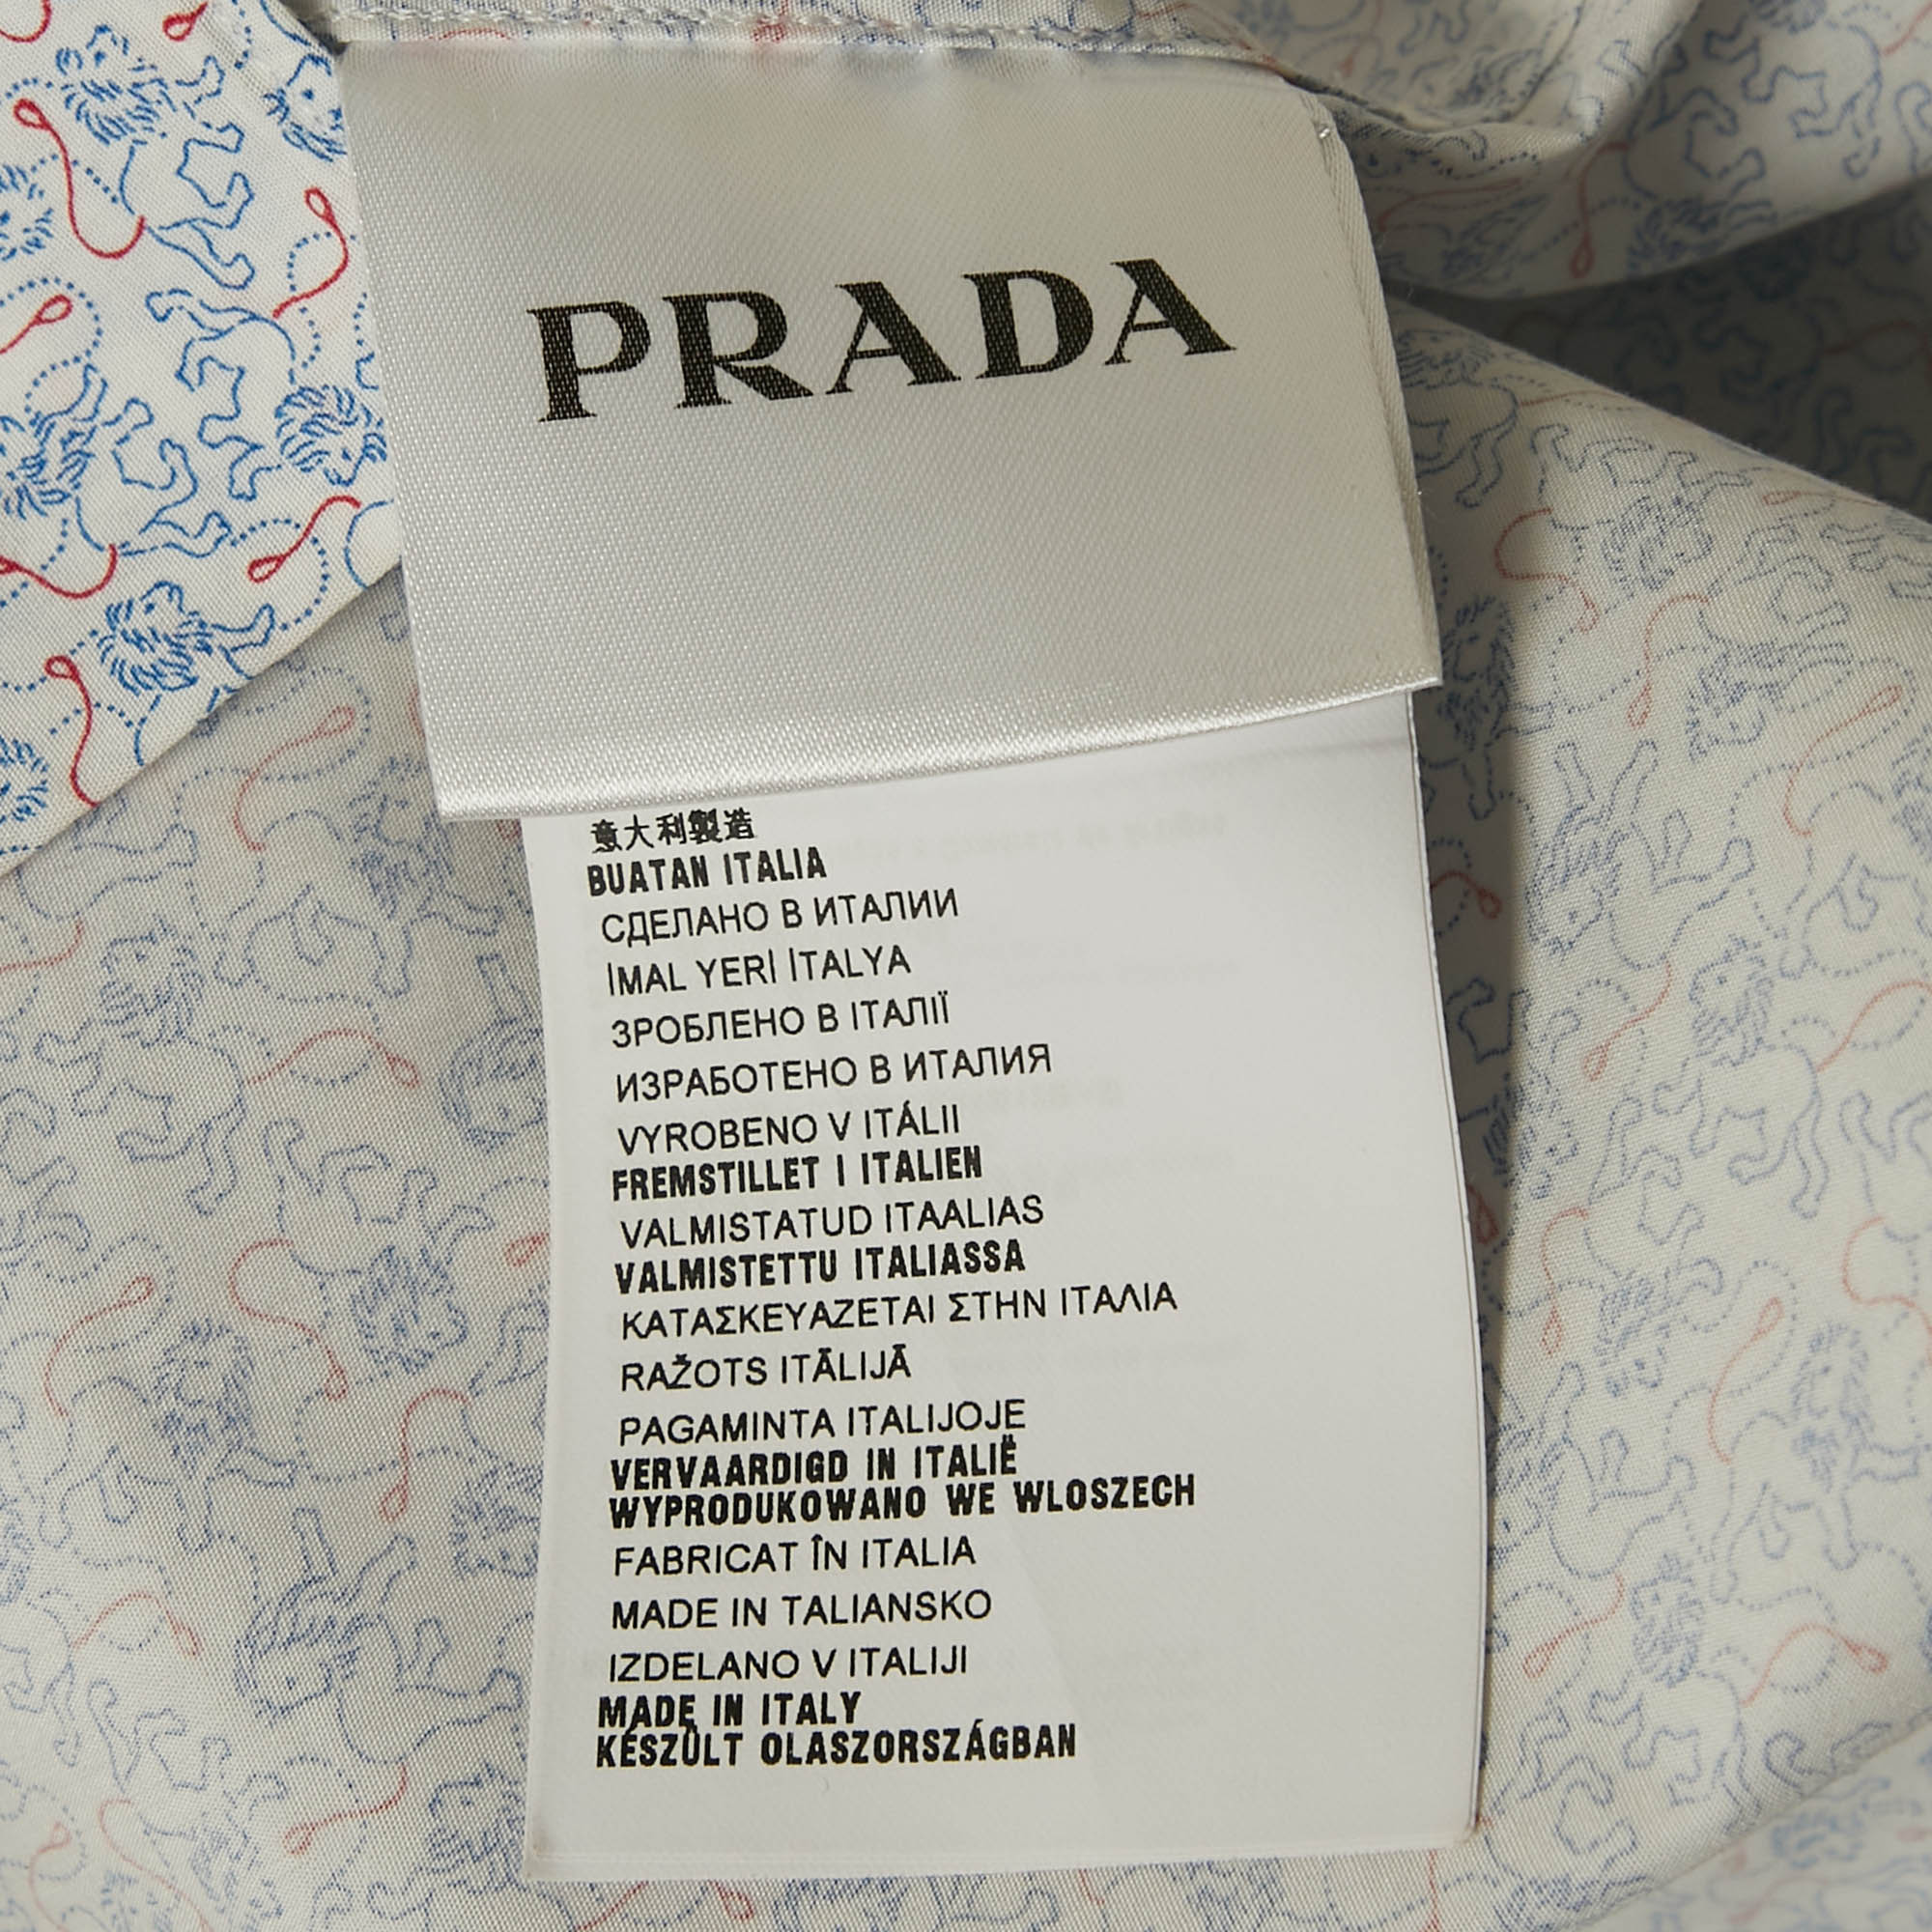 PRADA
意大利製造
BUATAN ITALIA
СДЕЛАНО В ИТАЛИИ
İMAL YERİ İTALYA
ЗРОБЛЕНО В ІТАЛІЇ
ИЗРАБОТЕНО В ИТАЛИЯ
VYROBENO V ITÁLII
FREMSTILLET I ITALIEN
VALMISTATUD ITAALIAS
VALMISTETTU ITALIASSA
ΚΑΤΑΣΚΕΥΑΖΕΤΑΙ ΣΤΗΝ ΙΤΑΛΙΑ
RAŽOTS ITĀLIJĀ
PAGAMINTA ITALIJOJE
VERVAARDIGD IN ITALIË
WYPRODUKOWANO WE WLOSZECH
FABRICAT ÎN ITALIA
MADE IN TALIANSKO
IZDELANO V ITALIJI
MADE IN ITALY
KÉSZÜLT OLASZORSZÁGBAN